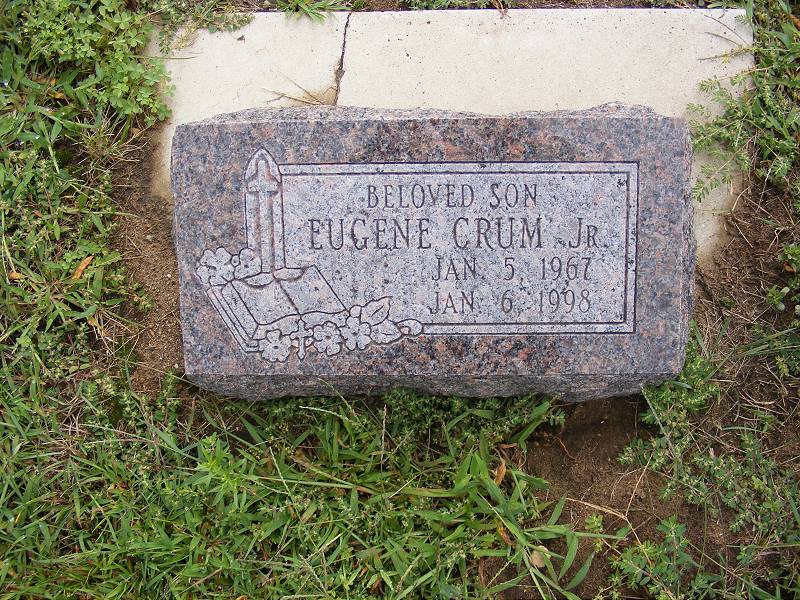 BELOVED SON
EUGENE CRUM JR.
JAN. 5, 1967
JAN. 6, 1998